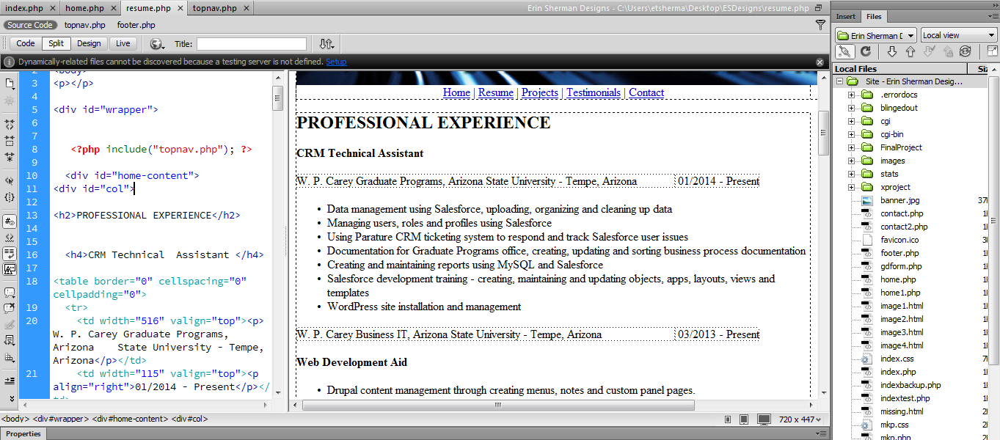 index.php
home.php
resume.php
topnav.php
Erin Sherman Designs - C:\Users\etsherma\Desktop\ESDesigns\resume.php
Source Code
topnav.php
footer.php
Code
Split
Design
Live
Title:
Dynamically-related files cannot be discovered because a testing server is not defined. Setup
2 <body>
3 <p></p>
4
5 <div id="wrapper">
6
7
8 <?php include("topnav.php"); ?>
9
10 <div id="home-content">
11 <div id="col">
12
13 <h2>PROFESSIONAL EXPERIENCE</h2>
14
15
16 <h4>CRM Technical  Assistant </h4>
17
18 <table border="0" cellspacing="0"
cellpadding="0">
19 <tr>
20 <td width="516" valign="top"><p>
W. P. Carey Graduate Programs,
Arizona    State University - Tempe,
Arizona</p></td>
21 <td width="115" valign="top"><p
align="right">01/2014 - Present</p></
td>
Home | Resume | Projects | Testimonials | Contact
PROFESSIONAL EXPERIENCE
CRM Technical Assistant
W. P. Carey Graduate Programs, Arizona State University - Tempe, Arizona 01/2014 - Present
• Data management using Salesforce, uploading, organizing and cleaning up data
• Managing users, roles and profiles using Salesforce
• Using Parature CRM ticketing system to respond and track Salesforce user issues
• Documentation for Graduate Programs office, creating, updating and sorting business process documentation
• Creating and maintaining reports using MySQL and Salesforce
• Salesforce development training - creating, maintaining and updating objects, apps, layouts, views and
templates
• WordPress site installation and management
W. P. Carey Business IT, Arizona State University - Tempe, Arizona 03/2013 - Present
Web Development Aid
• Drupal content management through creating menus, notes and custom panel pages.
<body> <div#wrapper> <div#home-content> <div#col>
720 x 447
Properties
Insert
Files
Erin Sherman D
Local view
Local Files
Siz
Site - Erin Sherman Desig...
.errordocs
blingedout
cgi
cgi-bin
FinalProject
images
stats
xproject
banner.jpg 37
contact.php 1
contact2.php 1
favicon.ico 3
footer.php 1
gdform.php 1
home.php 1
home1.php 1
image1.html 2
image2.html 2
image3.html 2
image4.html 2
index.css 7
index.php 1
indexbackup.php 1
indextest.php 1
missing.html 2
mkp.css 2
mkp.php 2